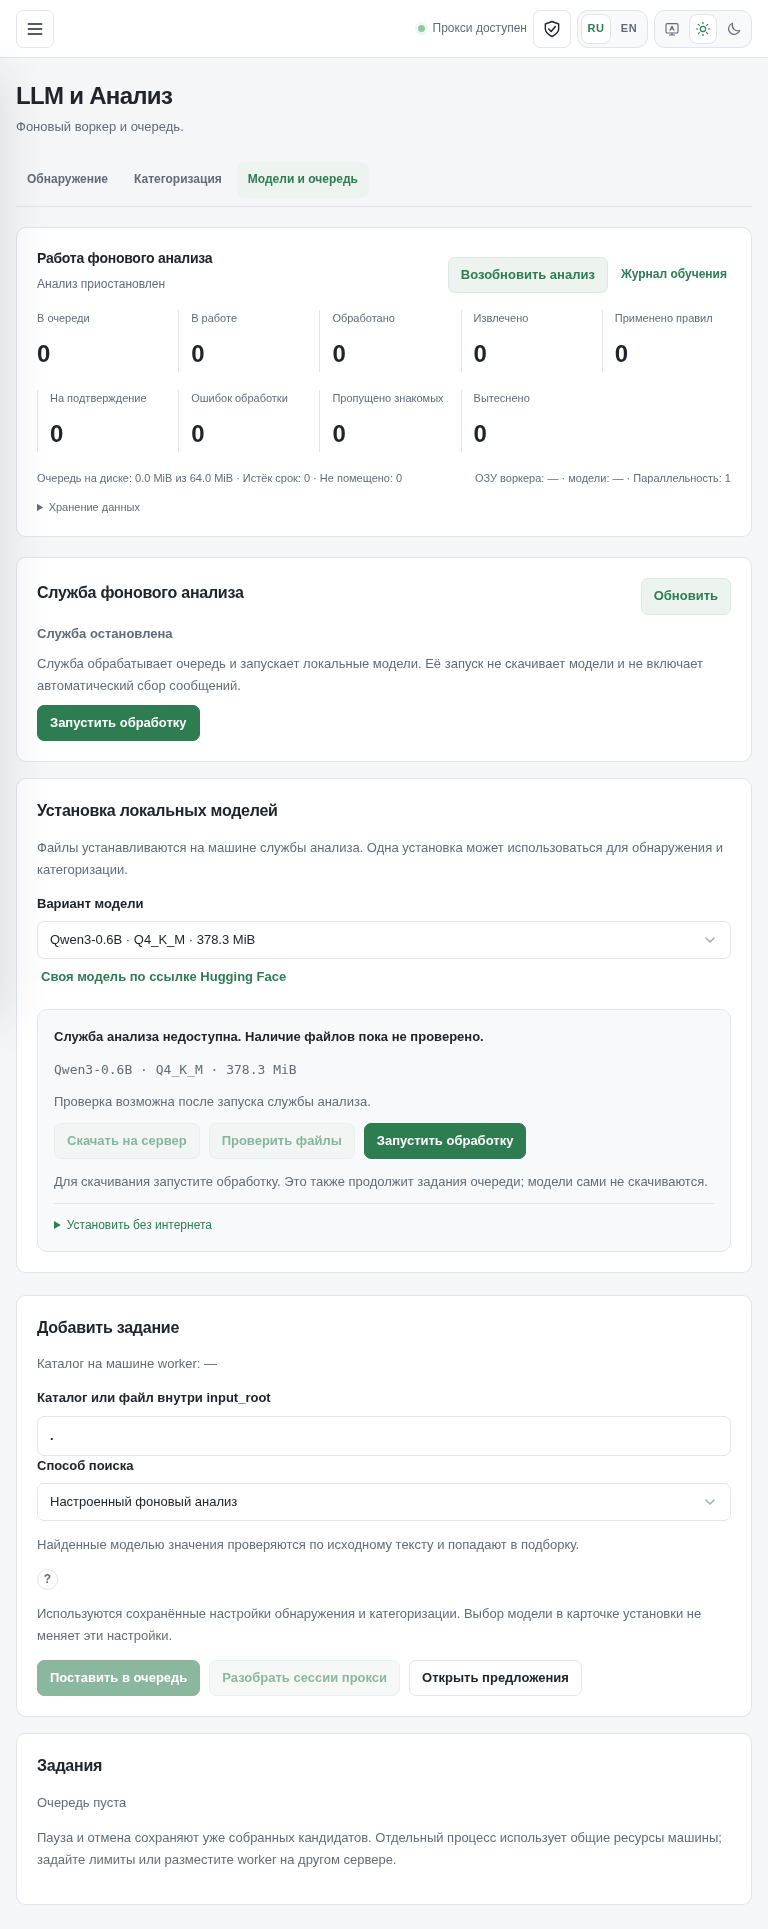 Прокси доступен
RU
EN
LLM и Анализ
Фоновый воркер и очередь.
Обнаружение
Категоризация
Модели и очередь
Работа фонового анализа
Анализ приостановлен
Возобновить анализ
Журнал обучения
В очереди
В работе
Обработано
Извлечено
Применено правил
0
0
0
0
0
На подтверждение
Ошибок обработки
Пропущено знакомых
Вытеснено
0
0
0
0
Очередь на диске: 0.0 MiB из 64.0 MiB · Истёк срок: 0 · Не помещено: 0
ОЗУ воркера: — · модели: — · Параллельность: 1
Хранение данных
Служба фонового анализа
Обновить
Служба остановлена
Служба обрабатывает очередь и запускает локальные модели. Её запуск не скачивает модели и не включает
автоматический сбор сообщений.
Запустить обработку
Установка локальных моделей
Файлы устанавливаются на машине службы анализа. Одна установка может использоваться для обнаружения и
категоризации.
Вариант модели
Qwen3-0.6B · Q4_K_M · 378.3 MiB
Своя модель по ссылке Hugging Face
Служба анализа недоступна. Наличие файлов пока не проверено.
Qwen3-0.6B · Q4_K_M · 378.3 MiB
Проверка возможна после запуска службы анализа.
Скачать на сервер
Проверить файлы
Запустить обработку
Для скачивания запустите обработку. Это также продолжит задания очереди; модели сами не скачиваются.
Установить без интернета
Добавить задание
Каталог на машине worker: —
Каталог или файл внутри input_root
.
Способ поиска
Настроенный фоновый анализ
Найденные моделью значения проверяются по исходному тексту и попадают в подборку.
?
Используются сохранённые настройки обнаружения и категоризации. Выбор модели в карточке установки не
меняет эти настройки.
Поставить в очередь
Разобрать сессии прокси
Открыть предложения
Задания
Очередь пуста
Пауза и отмена сохраняют уже собранных кандидатов. Отдельный процесс использует общие ресурсы машины;
задайте лимиты или разместите worker на другом сервере.